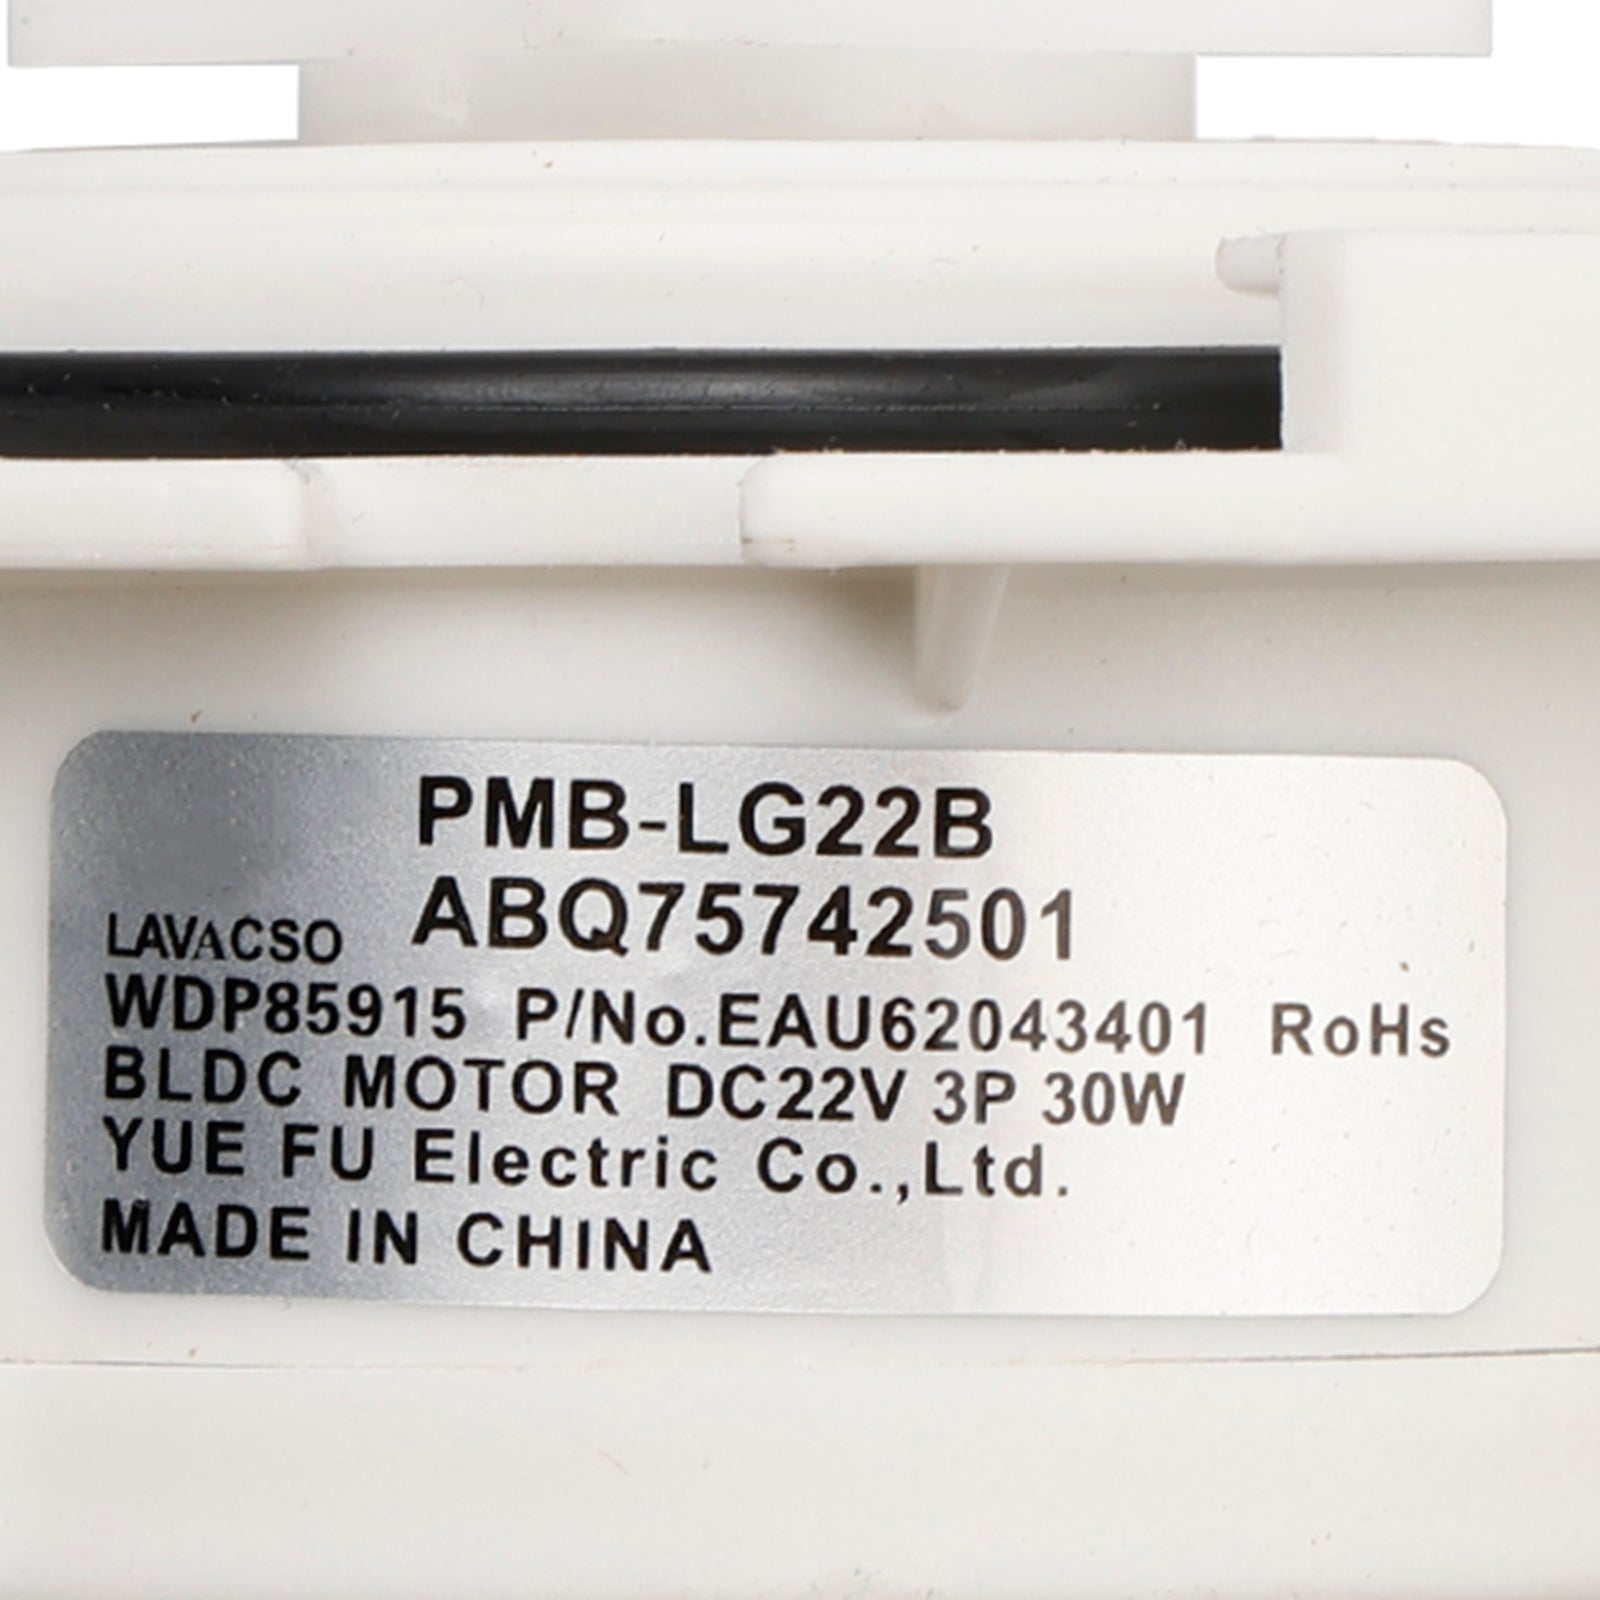 PMB-LG22B
ABQ75742501
LAVACSO
WDP85915 P/No.EAU62043401 RoHs
BLDC MOTOR DC22V 3P 30W
YUE FU Electric Co.,Ltd.
MADE IN CHINA